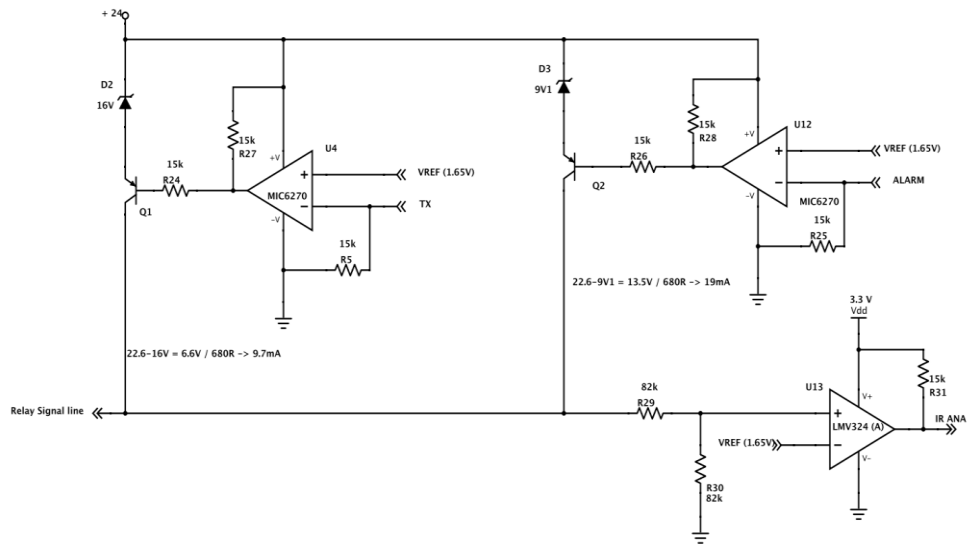 + 24
D2
16V
15k
R27
U4
+V
15k
R24
Q1
MIC6270
+
−
−V
VREF (1.65V)
TX
15k
R5
22.6-16V = 6.6V / 680R -> 9.7mA
D3
9V1
15k
R28
U12
+V
15k
R26
Q2
MIC6270
+
−
−V
VREF (1.65V)
ALARM
15k
R25
22.6-9V1 = 13.5V / 680R -> 19mA
3.3 V
Vdd
U13
V+
15k
R31
Relay Signal line
82k
R29
+
−
LMV324 (A)
IR ANA
VREF (1.65V)
V−
R30
82k